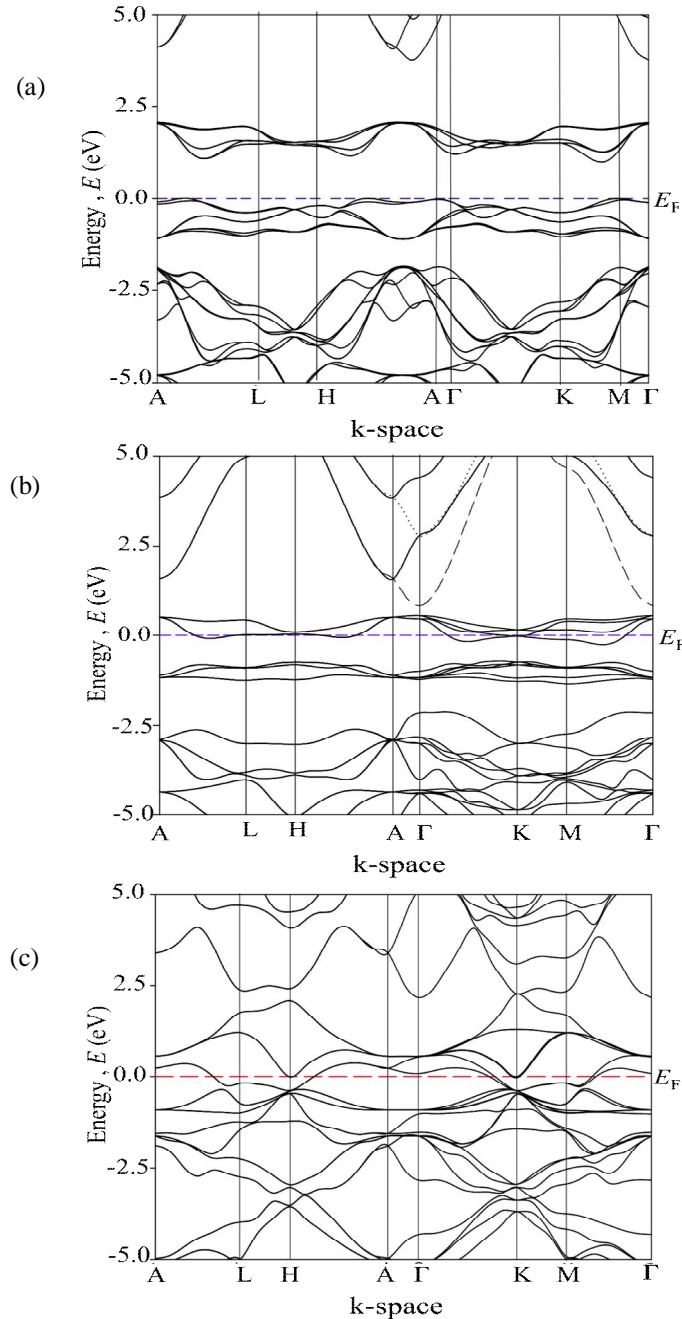 (a)
5.0
2.5
0.0
-2.5
-5.0
Energy , E (eV)
E_F
A L H A Γ K M Γ
k-space
(b)
5.0
2.5
0.0
-2.5
-5.0
Energy , E (eV)
E_F
A L H A Γ K M Γ
k-space
(c)
5.0
2.5
0.0
-2.5
-5.0
Energy , E (eV)
E_F
A L H A Γ K M Γ
k-space